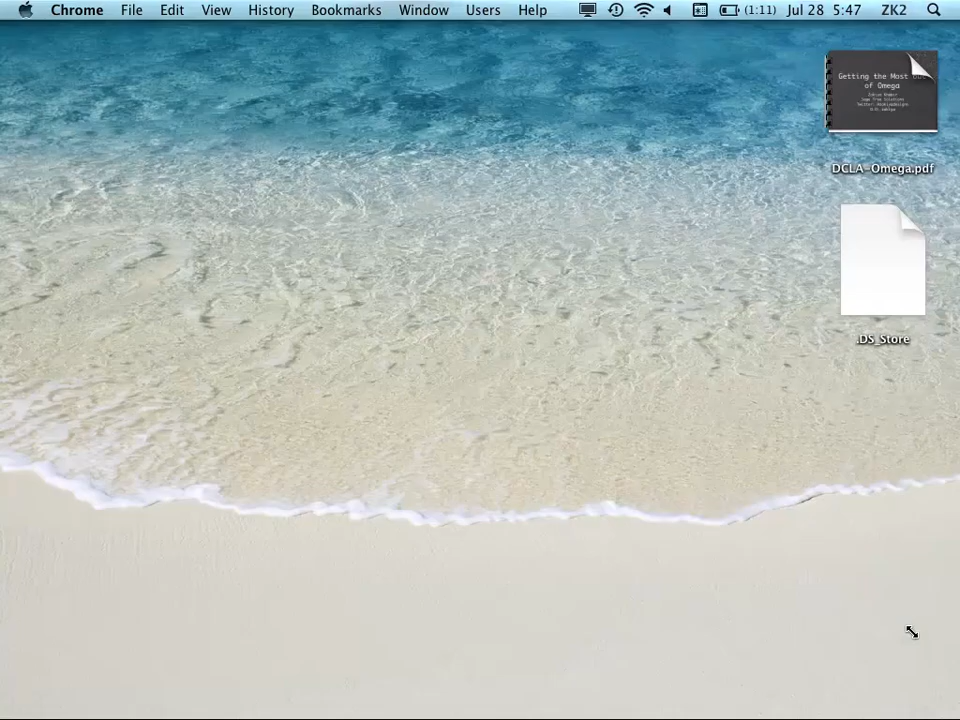 Chrome File Edit View History Bookmarks Window Users Help (1:11) Jul 28 5:47 ZK2
Getting the Most
of Omega
DCLA-Omega.pdf
.DS_Store